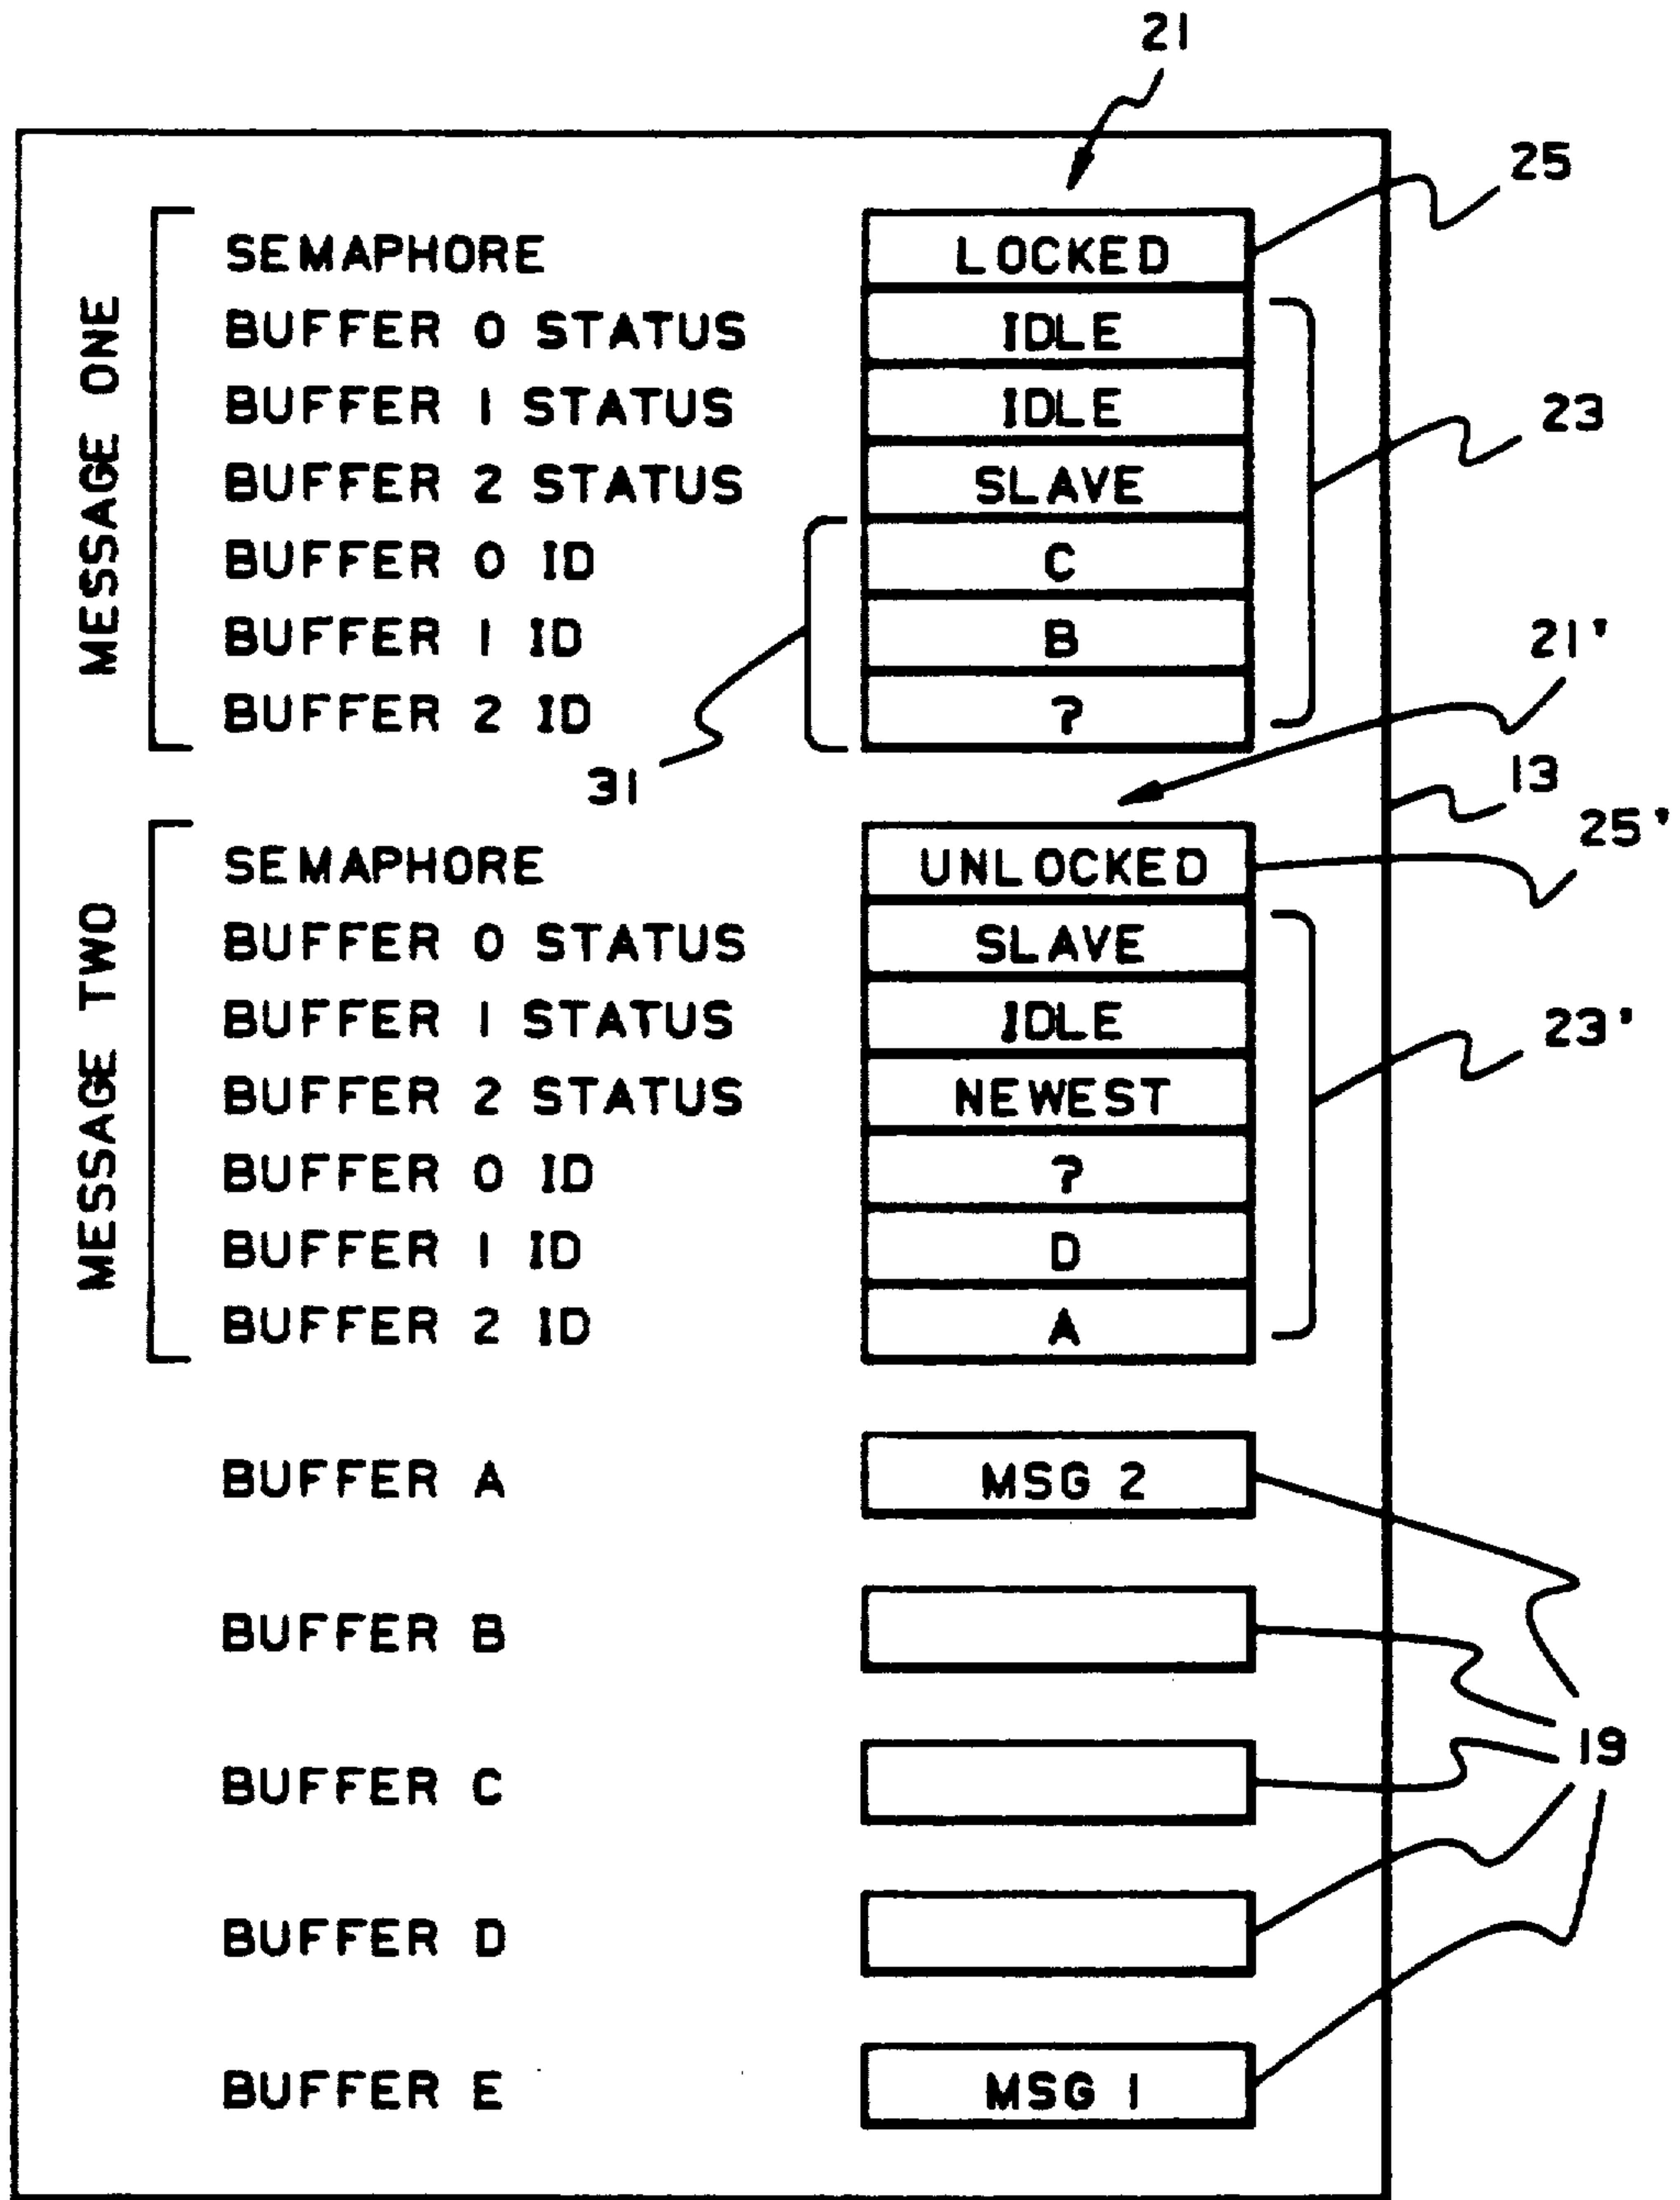 21
25
MESSAGE ONE
SEMAPHORE LOCKED
BUFFER 0 STATUS IDLE
BUFFER 1 STATUS IDLE
23
BUFFER 2 STATUS SLAVE
BUFFER 0 ID C
BUFFER 1 ID B
21'
BUFFER 2 ID ?
31
13
25'
MESSAGE TWO
SEMAPHORE UNLOCKED
BUFFER 0 STATUS SLAVE
BUFFER 1 STATUS IDLE
23'
BUFFER 2 STATUS NEWEST
BUFFER 0 ID ?
BUFFER 1 ID D
BUFFER 2 ID A
BUFFER A MSG 2
BUFFER B
19
BUFFER C
BUFFER D
BUFFER E MSG 1